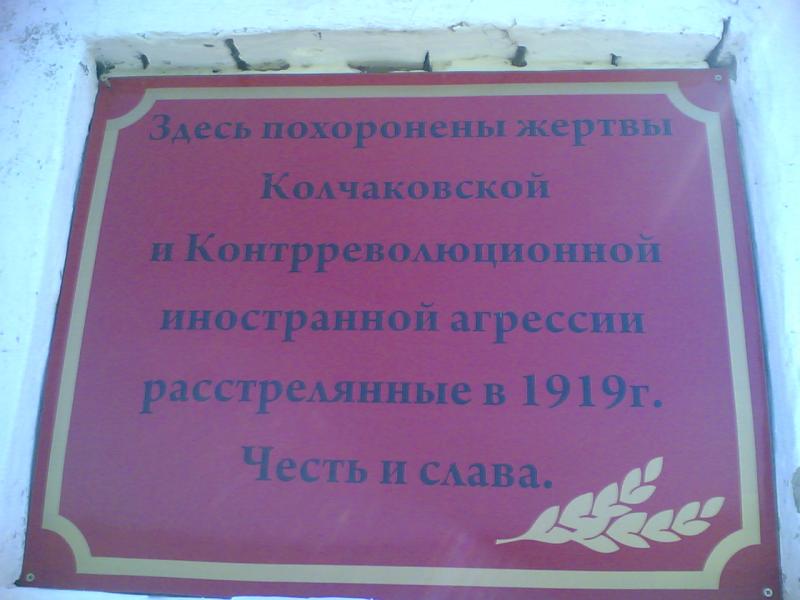 Здесь похоронены жертвы
Колчаковской
и Контрреволюционной
иностранной агрессии
расстрелянные в 1919г.
Честь и слава.